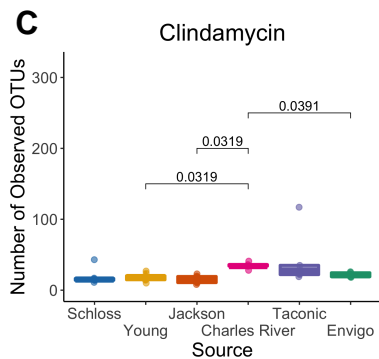 C
Clindamycin
Number of Observed OTUs
300
200
100
0
0.0391
0.0319
0.0319
Schloss
Young
Jackson
Charles River
Taconic
Envigo
Source